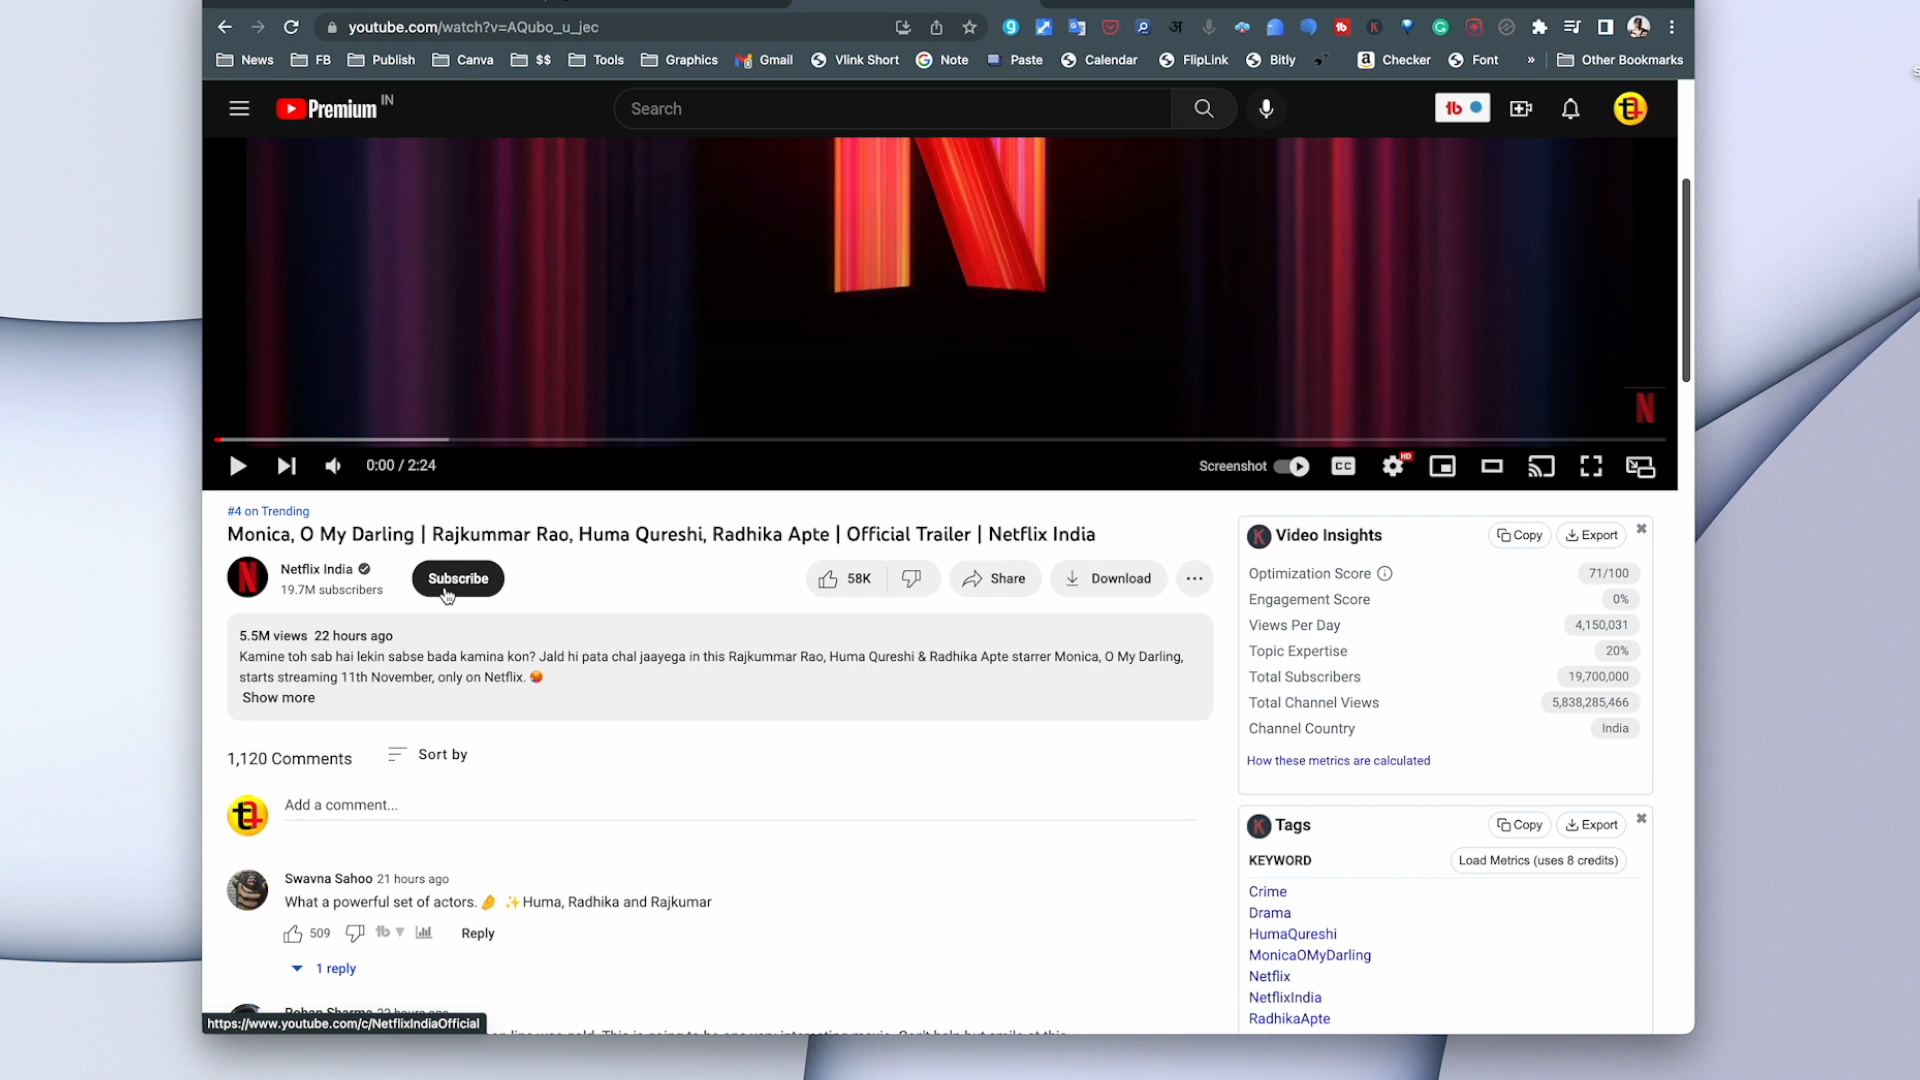 youtube.com/watch?v=AQubo_u_jec
News FB Publish Canva $$ Tools Graphics Gmail Vlink Short Note Paste Calendar FlipLink Bitly Checker Font » Other Bookmarks
Premium IN
Search
Screenshot
HD
CC
0:00 / 2:24
#4 on Trending
Monica, O My Darling | Rajkummar Rao, Huma Qureshi, Radhika Apte | Official Trailer | Netflix India
Netflix India
19.7M subscribers
Subscribe
58K
Share
Download
5.5M views 22 hours ago
Kamine toh sab hai lekin sabse bada kamina kon? Jald hi pata chal jaayega in this Rajkummar Rao, Huma Qureshi & Radhika Apte starrer Monica, O My Darling,
starts streaming 11th November, only on Netflix. 🥵
Show more
1,120 Comments
Sort by
Add a comment...
Swavna Sahoo 21 hours ago
What a powerful set of actors. 🤌 ✨Huma, Radhika and Rajkumar
509
Reply
1 reply
Rohan Sharma 22 hours ago
https://www.youtube.com/c/NetflixIndiaOfficial
Video Insights
Copy
Export
Optimization Score 71/100
Engagement Score 0%
Views Per Day 4,150,031
Topic Expertise 20%
Total Subscribers 19,700,000
Total Channel Views 5,838,285,466
Channel Country India
How these metrics are calculated
Tags
Copy
Export
KEYWORD
Load Metrics (uses 8 credits)
Crime
Drama
HumaQureshi
MonicaOMyDarling
Netflix
NetflixIndia
RadhikaApte